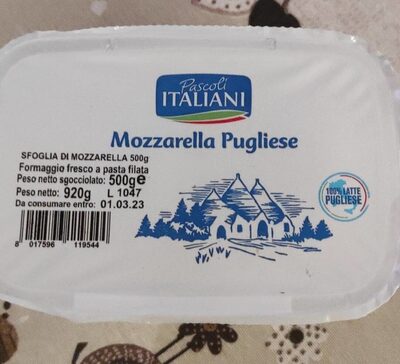 Pascoli
ITALIANI
Mozzarella Pugliese
SFOGLIA DI MOZZARELLA 500g
Formaggio fresco a pasta filata
Peso netto sgocciolato: 500g e
Peso netto: 920g L 1047
Da consumare entro: 01.03.23
8 017596 119544
100% LATTE
PUGLIESE